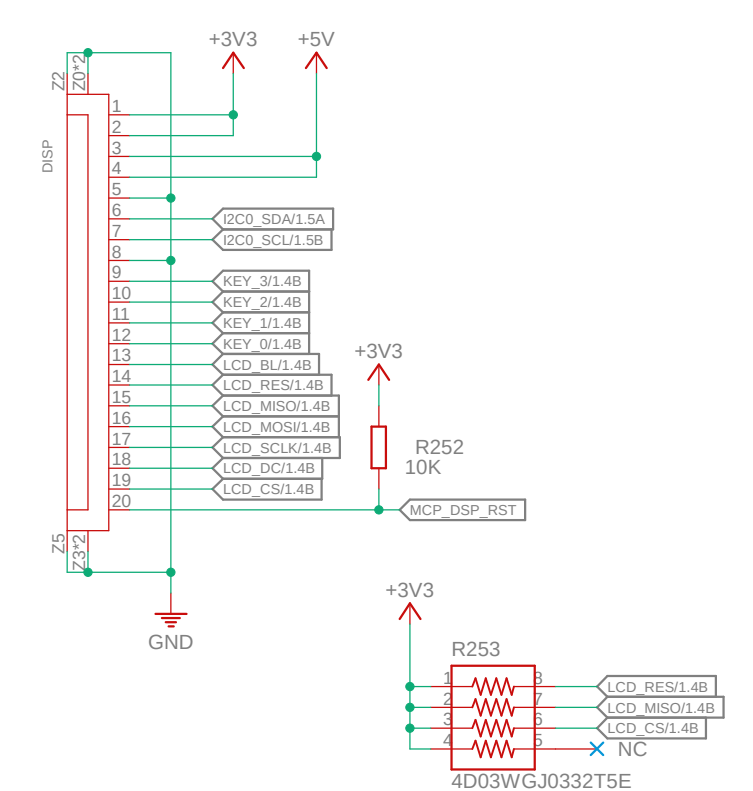 +3V3
+5V
Z2
Z0*2
DISP
1
2
3
4
5
6
I2C0_SDA/1.5A
7
I2C0_SCL/1.5B
8
9
KEY_3/1.4B
10
KEY_2/1.4B
11
KEY_1/1.4B
12
KEY_0/1.4B
13
LCD_BL/1.4B
14
LCD_RES/1.4B
15
LCD_MISO/1.4B
16
LCD_MOSI/1.4B
17
LCD_SCLK/1.4B
18
LCD_DC/1.4B
19
LCD_CS/1.4B
20
Z5
Z3*2
GND
+3V3
R252
10K
MCP_DSP_RST
+3V3
R253
1
8
LCD_RES/1.4B
2
7
LCD_MISO/1.4B
3
6
LCD_CS/1.4B
4
5
NC
4D03WGJ0332T5E